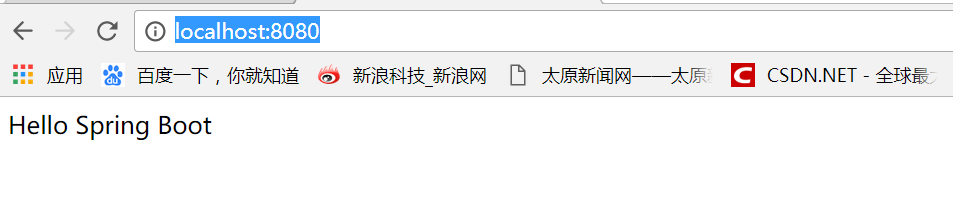 localhost:8080
应用 百度一下，你就知道 新浪科技_新浪网 太原新闻网——太原 CSDN.NET - 全球最
Hello Spring Boot